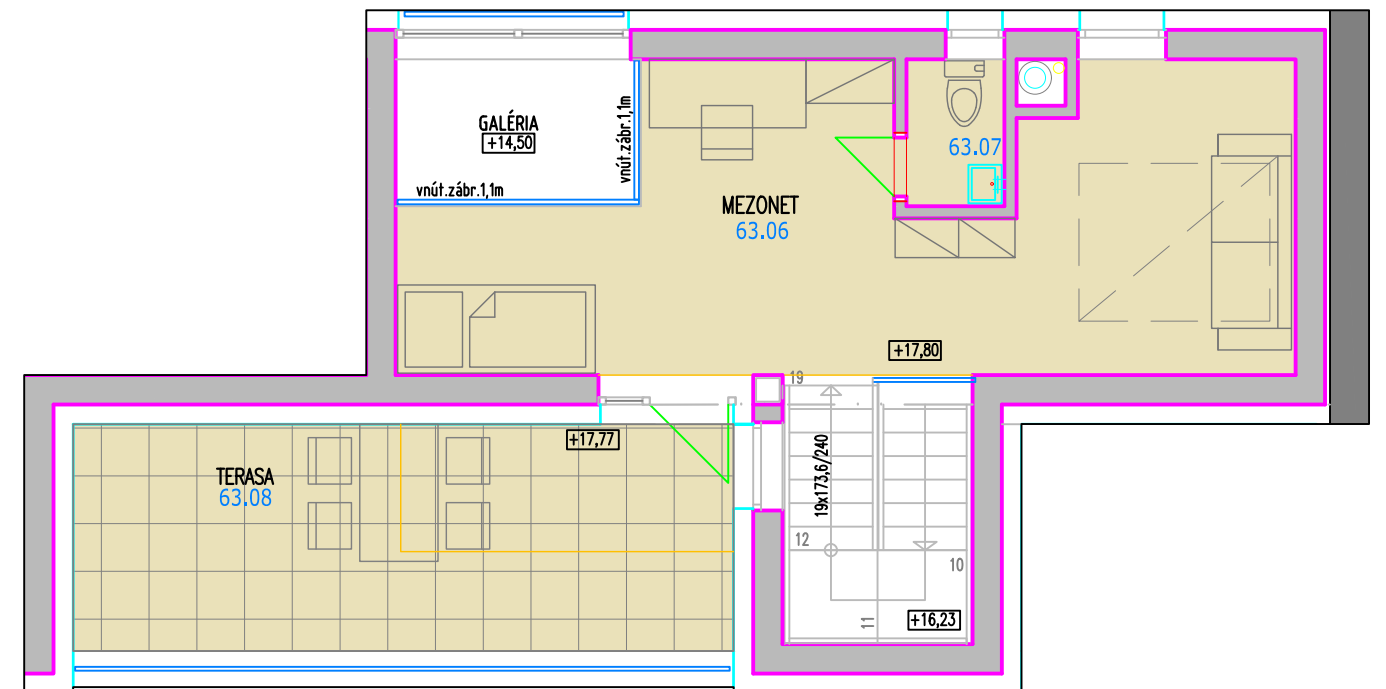 GALÉRIA
+14,50
vnút.zábr.1,1m
vnút.zábr.1,1m
63.07
MEZONET
63.06
+17,80
19
+17,77
TERASA
63.08
19x173,6/240
12
10
11
+16,23